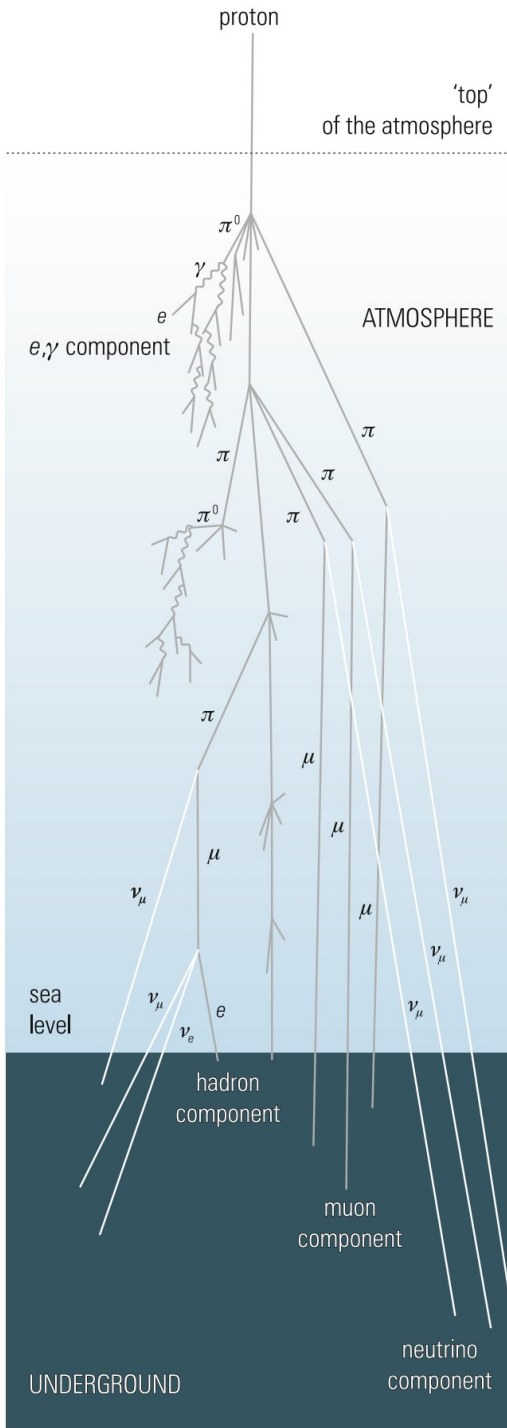 proton
'top'
of the atmosphere
π⁰
γ
e
e,γ component
ATMOSPHERE
π
π
π
π⁰
π
π
μ
μ
μ
μ
ν_μ
ν_μ
ν_μ
ν_μ
ν_μ
ν_e
e
sea
level
hadron
component
muon
component
neutrino
component
UNDERGROUND